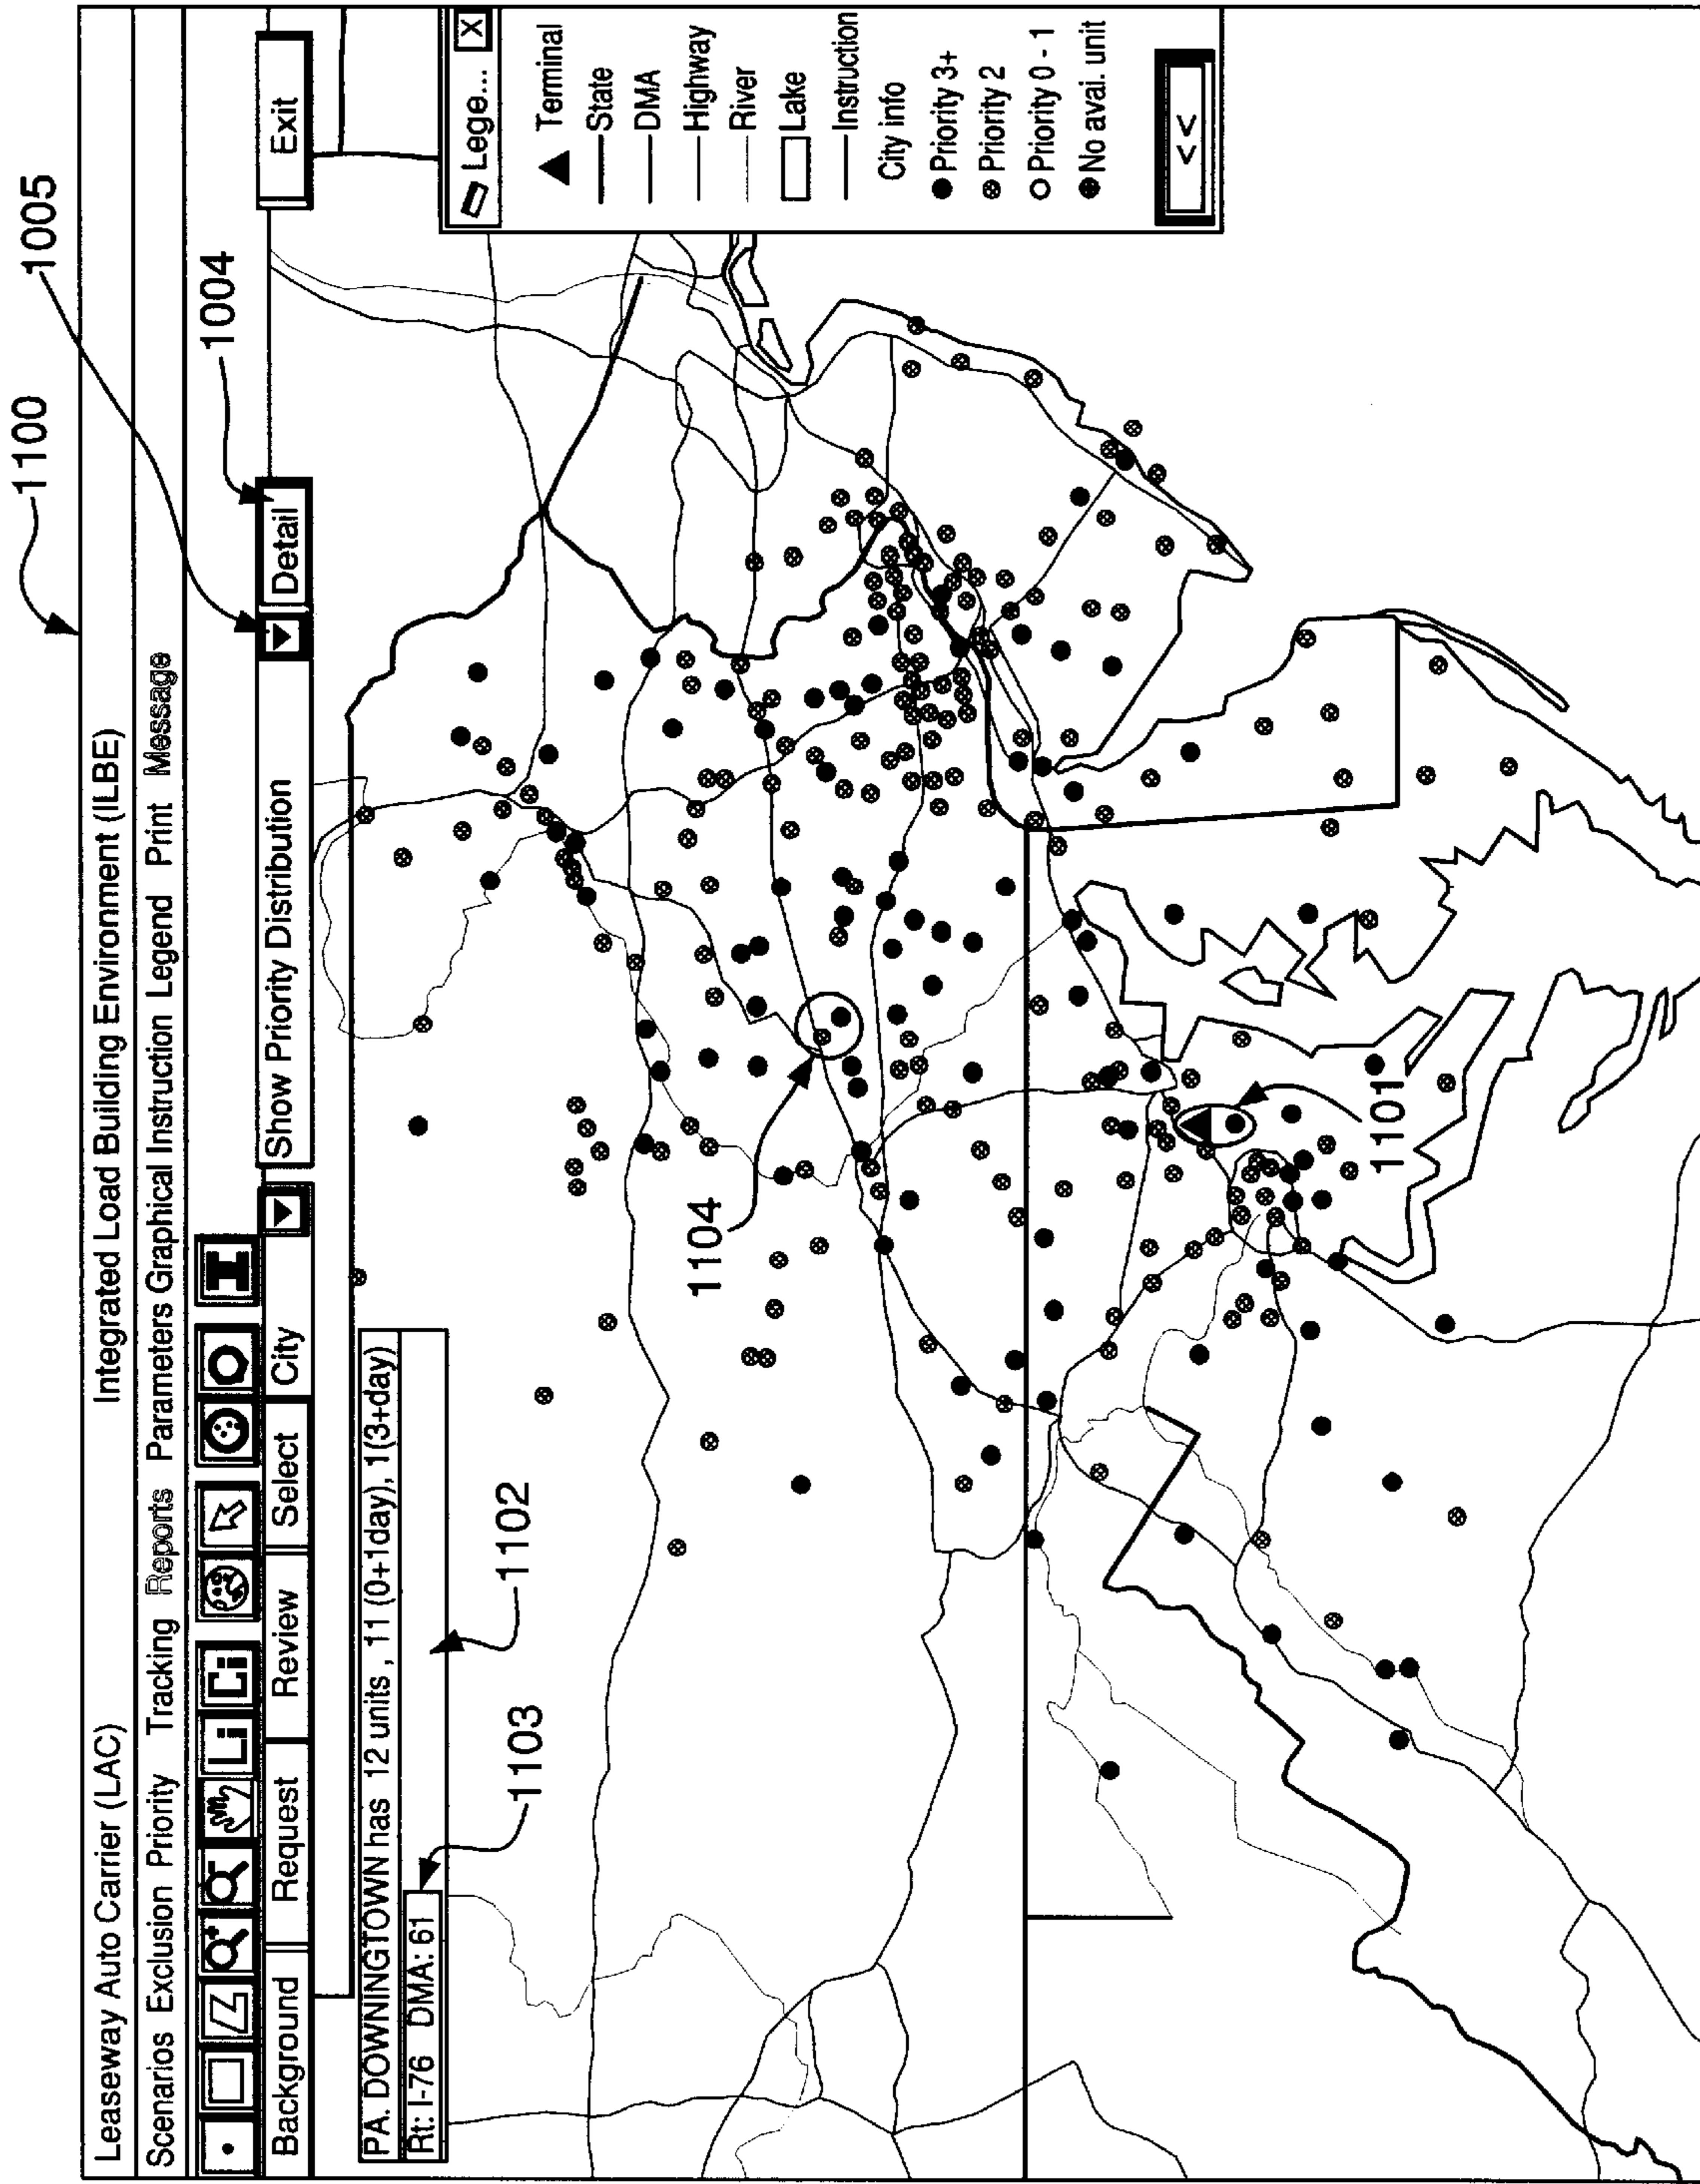 1100
1005
1004
Leaseway Auto Carrier (LAC) Integrated Load Building Environment (ILBE)
Scenarios Exclusion Priority Tracking Reports Parameters Graphical Instruction Legend Print Message
Li Ci I
Background Request Review Select City Show Priority Distribution Detail Exit
PA. DOWNINGTOWN has 12 units , 11 (0+1day), 1(3+day)
Rt: I-76 DMA: 61
1103
1102
1104
1101
Lege... X
Terminal
State
DMA
Highway
River
Lake
Instruction
City info
Priority 3+
Priority 2
Priority 0 - 1
No avai. unit
<<